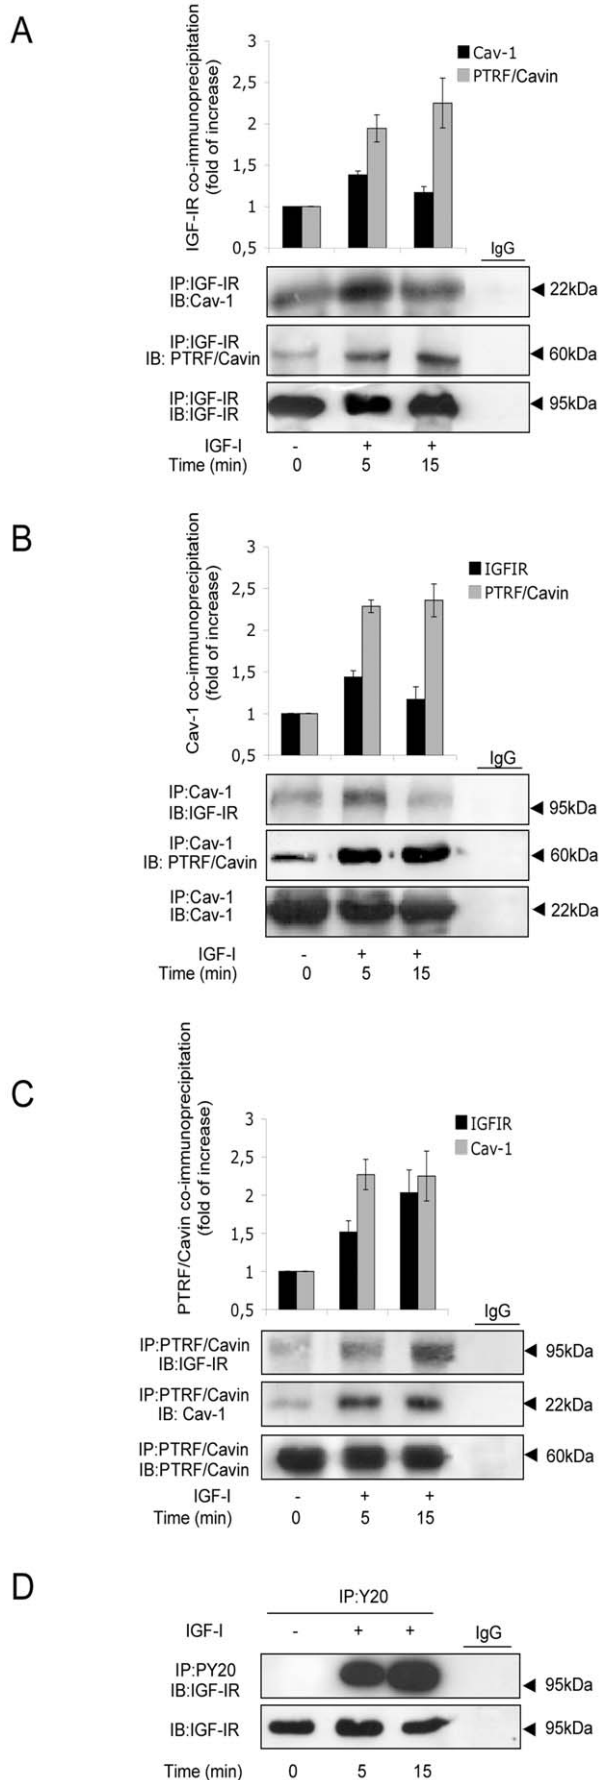 A
IGF-IR co-immunoprecipitation
(fold of increase)
3
2,5
2
1,5
1
0,5
Cav-1
PTRF/Cavin
IgG
IP:IGF-IR
IB:Cav-1
22kDa
IP:IGF-IR
IB: PTRF/Cavin
60kDa
IP:IGF-IR
IB:IGF-IR
95kDa
IGF-I - + +
Time (min) 0 5 15
B
Cav-1 co-immunoprecipitation
(fold of increase)
3
2,5
2
1,5
1
0,5
IGFIR
PTRF/Cavin
IgG
IP:Cav-1
IB:IGF-IR
95kDa
IP:Cav-1
IB: PTRF/Cavin
60kDa
IP:Cav-1
IB:Cav-1
22kDa
IGF-I - + +
Time (min) 0 5 15
C
PTRF/Cavin co-immunoprecipitation
(fold of increase)
3
2,5
2
1,5
1
0,5
IGFIR
Cav-1
IgG
IP:PTRF/Cavin
IB:IGF-IR
95kDa
IP:PTRF/Cavin
IB: Cav-1
22kDa
IP:PTRF/Cavin
IB:PTRF/Cavin
60kDa
IGF-I - + +
Time (min) 0 5 15
D
IP:Y20
IGF-I - + + IgG
IP:PY20
IB:IGF-IR
95kDa
IB:IGF-IR
95kDa
Time (min) 0 5 15